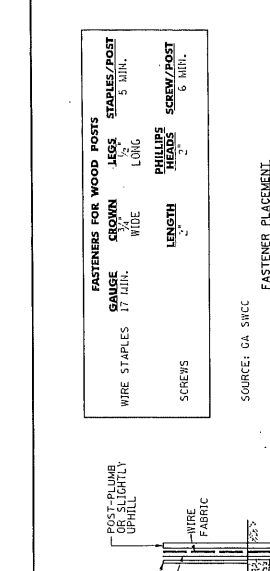 FASTENERS FOR WOOD POSTS
GAUGE CROWN LEGS STAPLES/POST
WIRE STAPLES 17 MIN. 3/4" WIDE 1/2" LONG 5 MIN.
LENGTH PHILLIPS HEADS SCREW/POST
SCREWS 2" 2" 6 MIN.
SOURCE: GA SWCC
FASTENER PLACEMENT
POST-PLUMB
OR SLIGHTLY
UPHILL
WIRE
FABRIC